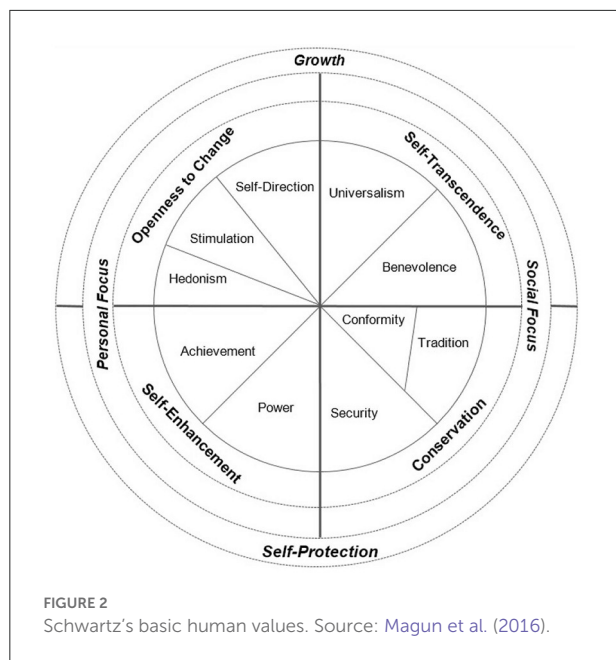 Growth
Openness to Change
Self-Transcendence
Self-Direction
Universalism
Stimulation
Benevolence
Hedonism
Personal Focus
Social Focus
Conformity
Tradition
Achievement
Power
Security
Self-Enhancement
Conservation
Self-Protection
FIGURE 2
Schwartz's basic human values. Source: Magun et al. (2016).